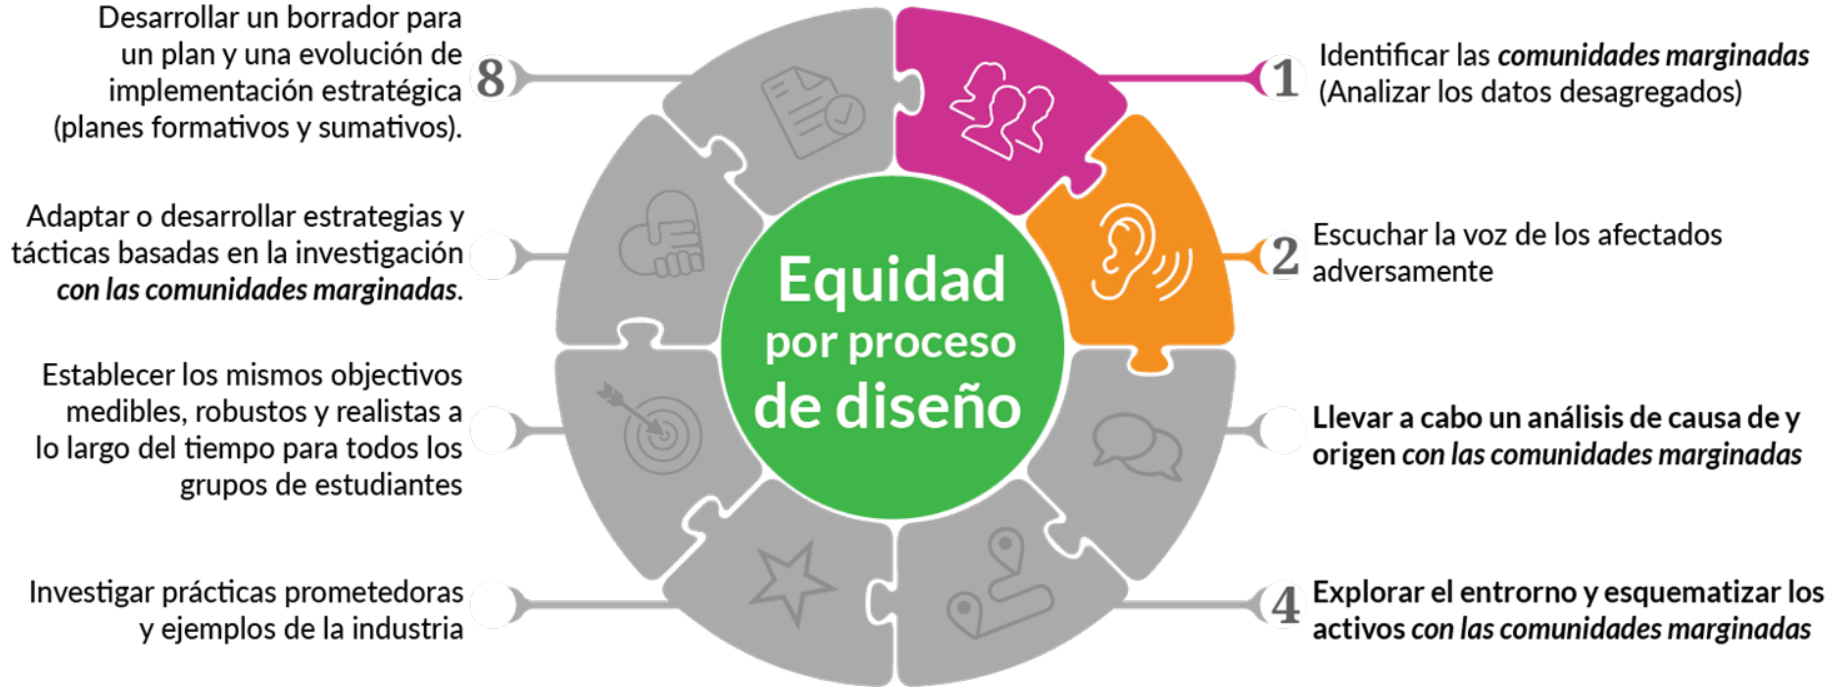 Desarrollar un borrador para
un plan y una evolución de
implementación estratégica
(planes formativos y sumativos).
8
Adaptar o desarrollar estrategias y
tácticas basadas en la investigación
con las comunidades marginadas.
Establecer los mismos objectivos
medibles, robustos y realistas a
lo largo del tiempo para todos los
grupos de estudiantes
Investigar prácticas prometedoras
y ejemplos de la industria
Equidad
por proceso
de diseño
1
Identificar las comunidades marginadas
(Analizar los datos desagregados)
2
Escuchar la voz de los afectados
adversamente
Llevar a cabo un análisis de causa de y
origen con las comunidades marginadas
4
Explorar el entrorno y esquematizar los
activos con las comunidades marginadas